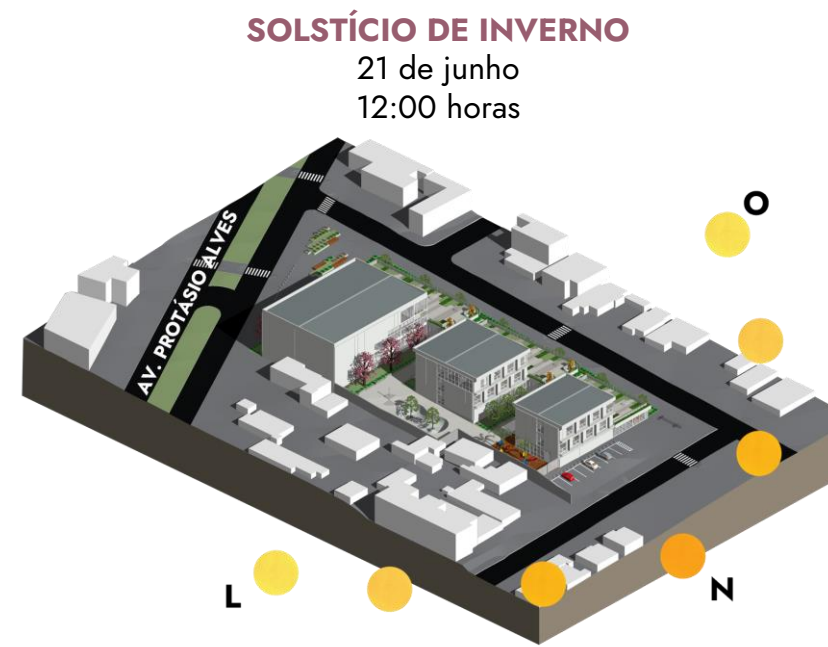 SOLSTÍCIO DE INVERNO
21 de junho
12:00 horas
O
AV. PROTÁSIO ALVES
L
N